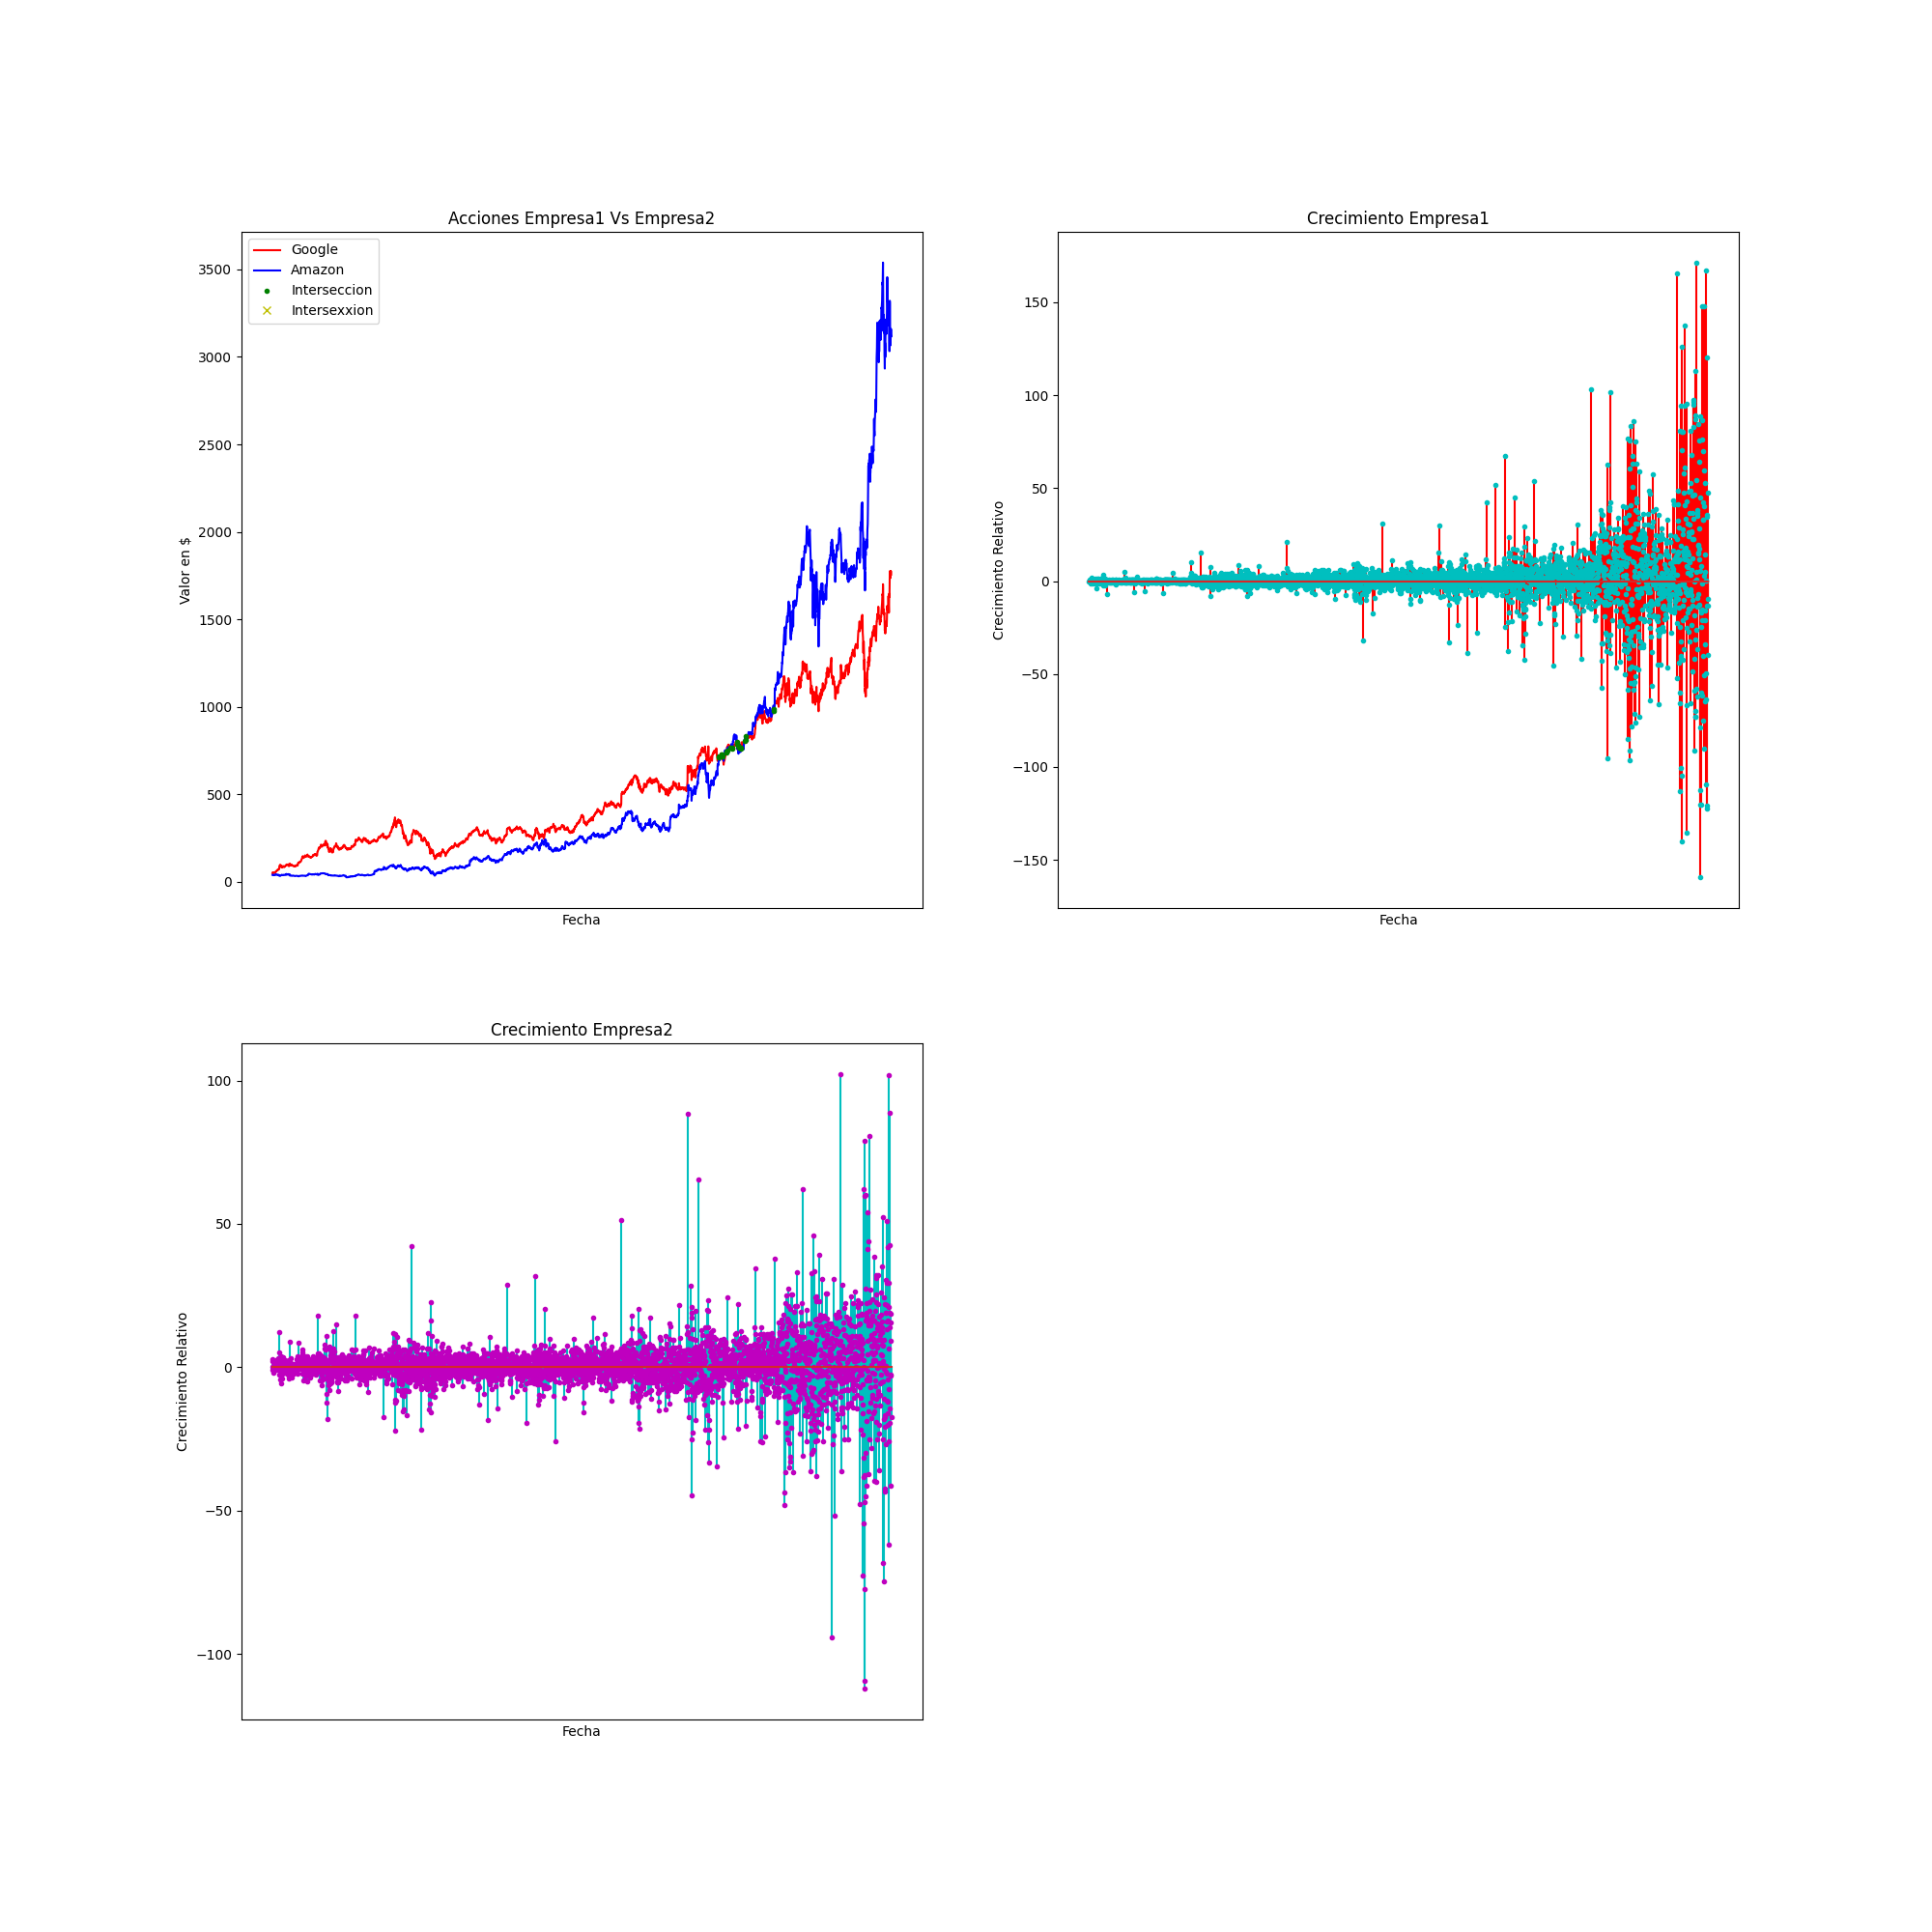 Acciones Empresa1 Vs Empresa2
Google
Amazon
Interseccion
Intersexxion
3500
3000
2500
2000
1500
1000
500
0
Valor en $
Fecha
Crecimiento Empresa1
150
100
50
0
−50
−100
−150
Crecimiento Relativo
Fecha
Crecimiento Empresa2
100
50
0
−50
−100
Crecimiento Relativo
Fecha